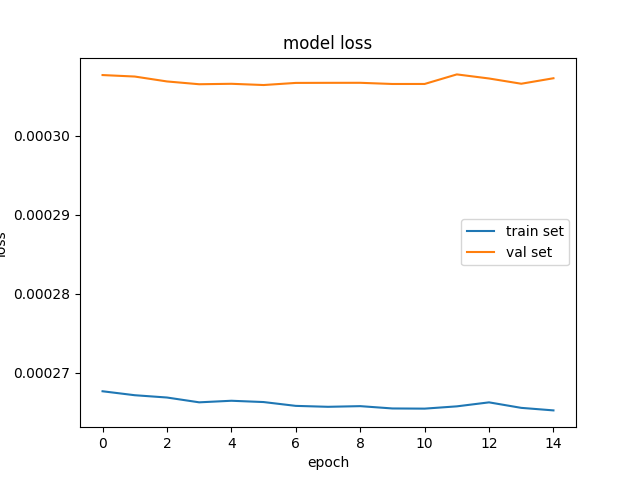 model loss
0.00030
0.00029
0.00028
0.00027
loss
train set
val set
0 2 4 6 8 10 12 14
epoch